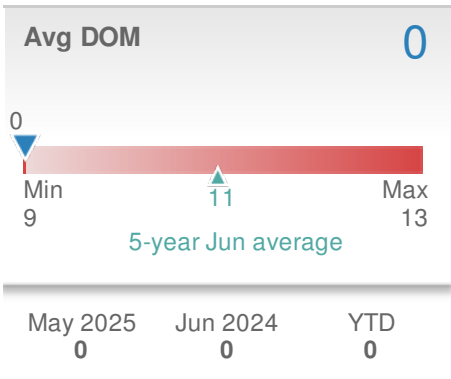 Avg DOM 0
0
Min Max
9 11 13
5-year Jun average
May 2025 Jun 2024 YTD
0 0 0